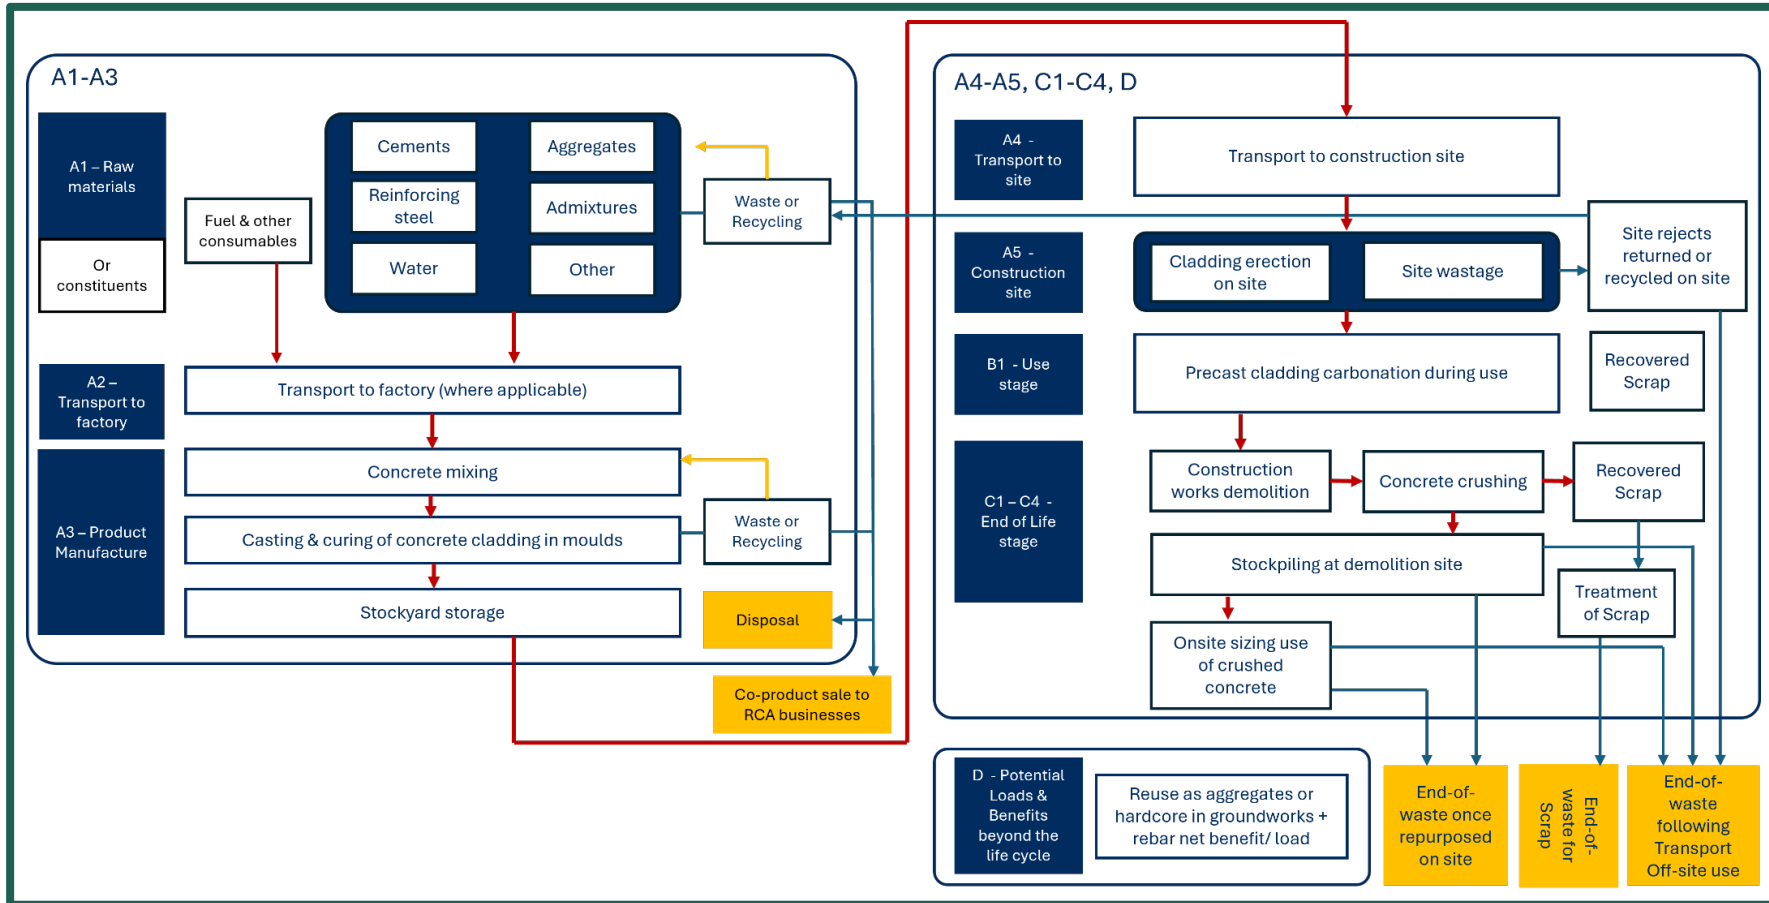 A1-A3
A1 – Raw
materials
Or
constituents
Fuel & other
consumables
Cements
Aggregates
Reinforcing
steel
Admixtures
Water
Other
Waste or
Recycling
A2 –
Transport to
factory
Transport to factory (where applicable)
A3 – Product
Manufacture
Concrete mixing
Casting & curing of concrete cladding in moulds
Waste or
Recycling
Stockyard storage
Disposal
Co-product sale to
RCA businesses
A4-A5, C1-C4, D
A4 -
Transport to
site
Transport to construction site
A5 -
Construction
site
Cladding erection
on site
Site wastage
Site rejects
returned or
recycled on site
B1 - Use
stage
Precast cladding carbonation during use
Recovered
Scrap
C1 – C4 -
End of Life
stage
Construction
works demolition
Concrete crushing
Recovered
Scrap
Stockpiling at demolition site
Treatment
of Scrap
Onsite sizing use
of crushed
concrete
D - Potential
Loads &
Benefits
beyond the
life cycle
Reuse as aggregates or
hardcore in groundworks +
rebar net benefit/ load
End-of-
waste once
repurposed
on site
End-of-
waste for
Scrap
End-of-
waste
following
Transport
Off-site use